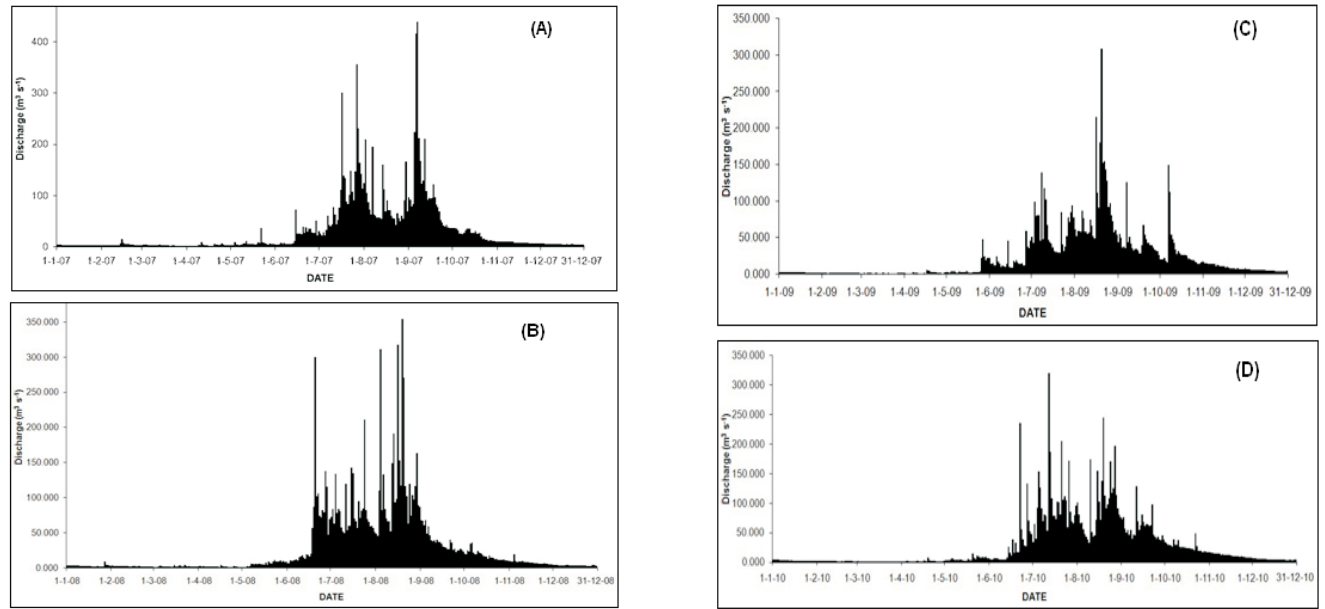 (A)
Discharge (m³ s⁻¹)
400
300
200
100
0
1-1-07 1-2-07 1-3-07 1-4-07 1-5-07 1-6-07 1-7-07 1-8-07 1-9-07 1-10-07 1-11-07 1-12-07 31-12-07
DATE
(B)
Discharge (m³ s⁻¹)
350.000
300.000
250.000
200.000
150.000
100.000
50.000
0.000
1-1-08 1-2-08 1-3-08 1-4-08 1-5-08 1-6-08 1-7-08 1-8-08 1-9-08 1-10-08 1-11-08 1-12-08 31-12-08
DATE
(C)
Discharge (m³ s⁻¹)
350.000
300.000
250.000
200.000
150.000
100.000
50.000
0.000
1-1-09 1-2-09 1-3-09 1-4-09 1-5-09 1-6-09 1-7-09 1-8-09 1-9-09 1-10-09 1-11-09 1-12-09 31-12-09
DATE
(D)
Discharge (m³ s⁻¹)
350.000
300.000
250.000
200.000
150.000
100.000
50.000
0.000
1-1-10 1-2-10 1-3-10 1-4-10 1-5-10 1-6-10 1-7-10 1-8-10 1-9-10 1-10-10 1-11-10 1-12-10 31-12-10
DATE